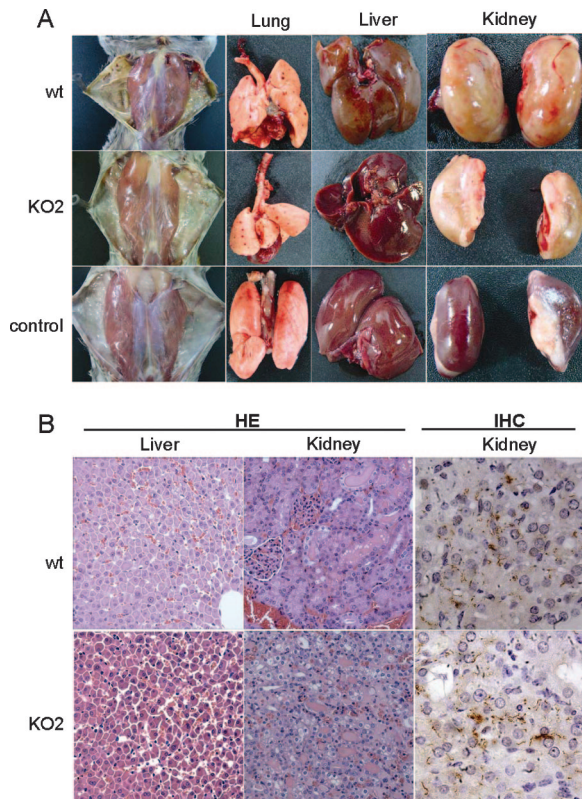 A
Lung Liver Kidney
wt
KO2
control
B
HE IHC
Liver Kidney Kidney
wt
KO2